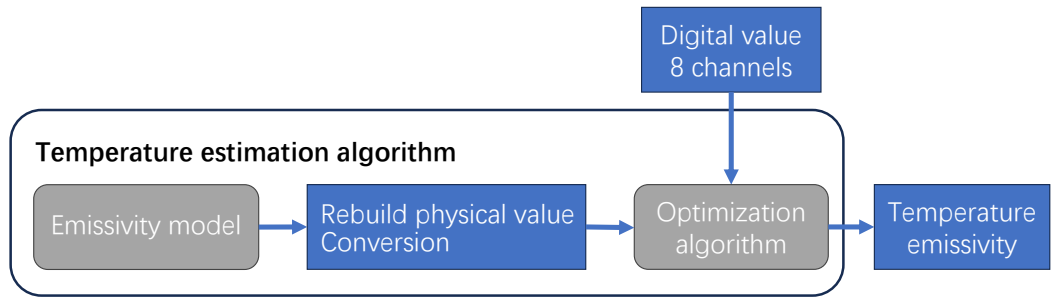 Digital value
8 channels
Temperature estimation algorithm
Emissivity model
Rebuild physical value
Conversion
Optimization
algorithm
Temperature
emissivity